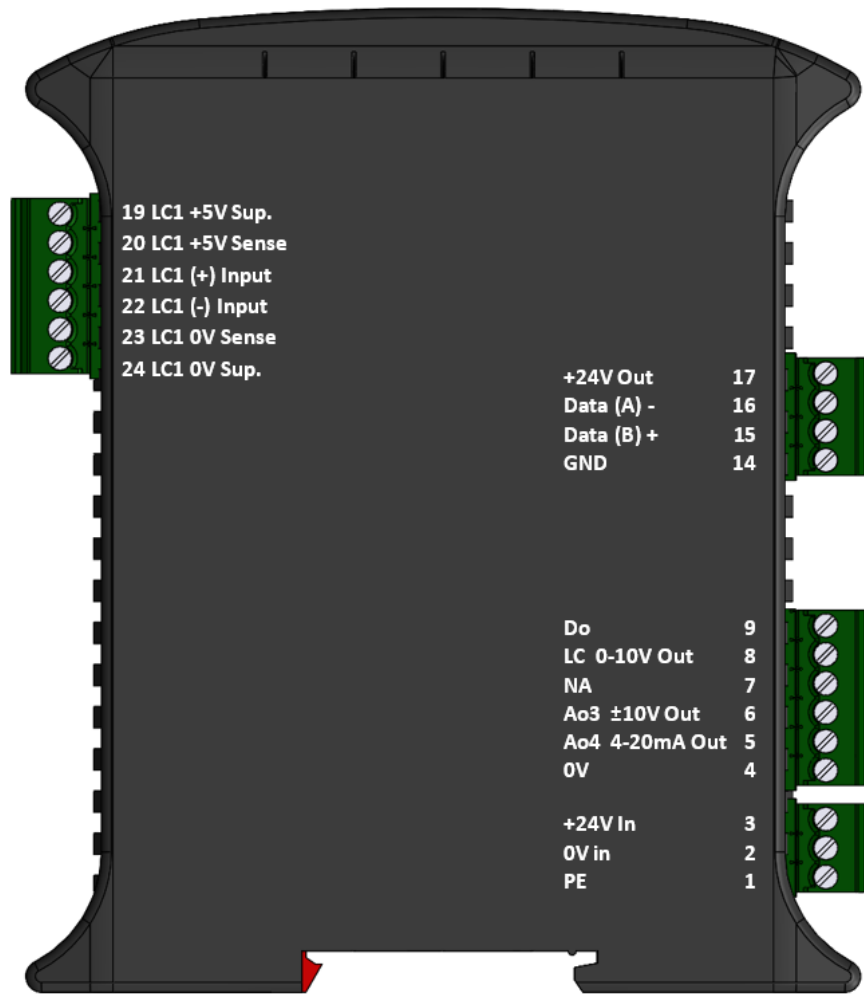 19 LC1 +5V Sup.
20 LC1 +5V Sense
21 LC1 (+) Input
22 LC1 (-) Input
23 LC1 0V Sense
24 LC1 0V Sup.
+24V Out 17
Data (A) - 16
Data (B) + 15
GND 14
Do 9
LC 0-10V Out 8
NA 7
Ao3 ±10V Out 6
Ao4 4-20mA Out 5
0V 4
+24V In 3
0V in 2
PE 1